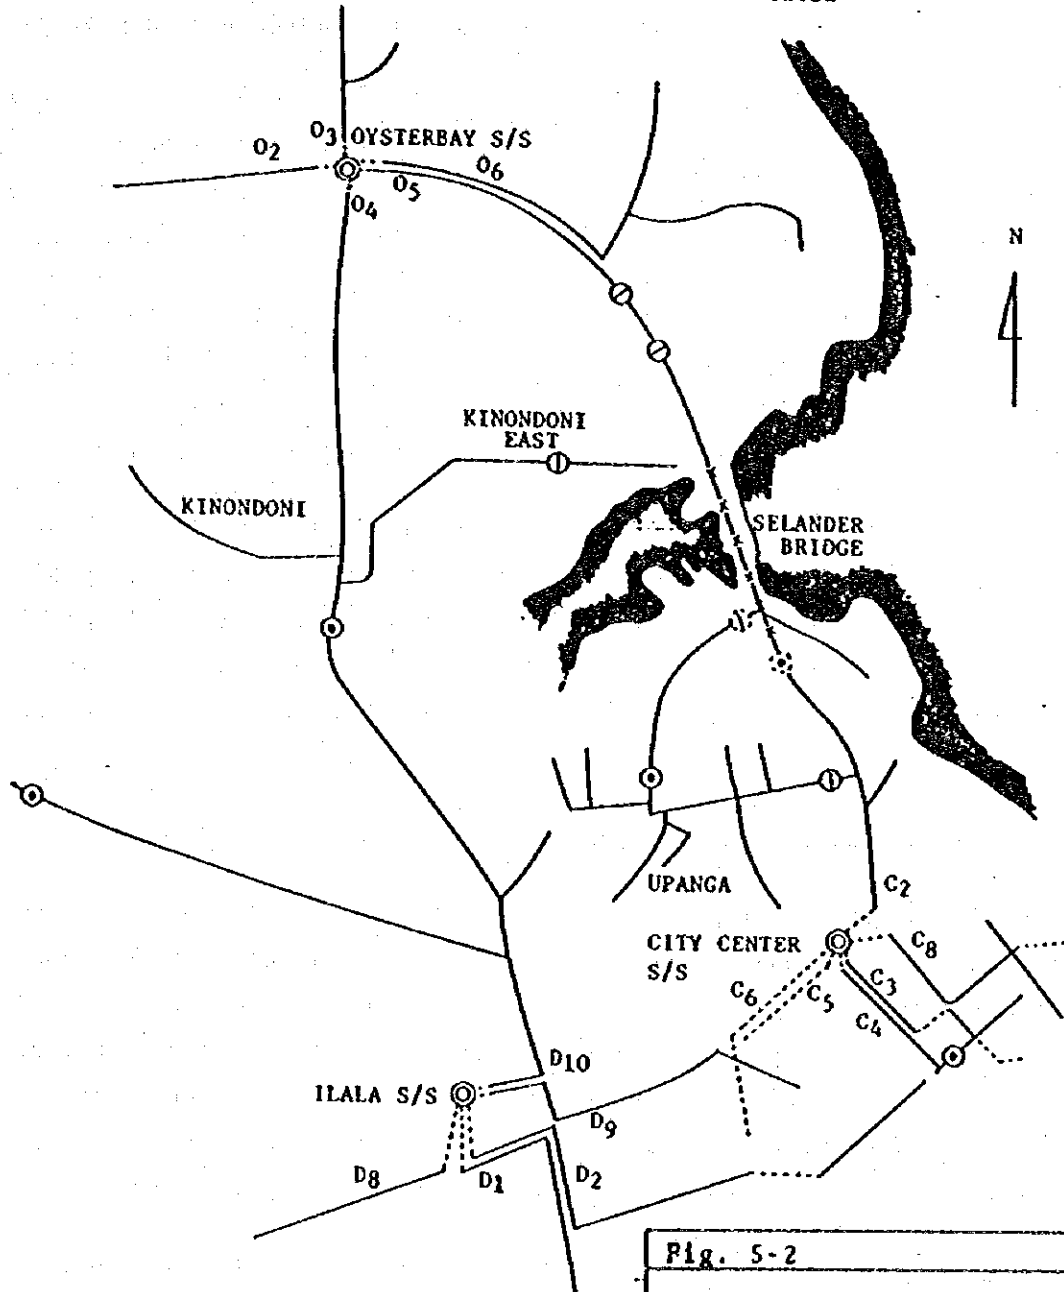 O3 OYSTERBAY S/S
O2
O6
O5
O4
N
KINONDONI
EAST
KINONDONI
SELANDER
BRIDGE
UPANGA
C2
CITY CENTER
S/S
C8
C3
C6
C5
C4
D10
ILALA S/S
D9
D8
D1
D2
Fig. 5-2